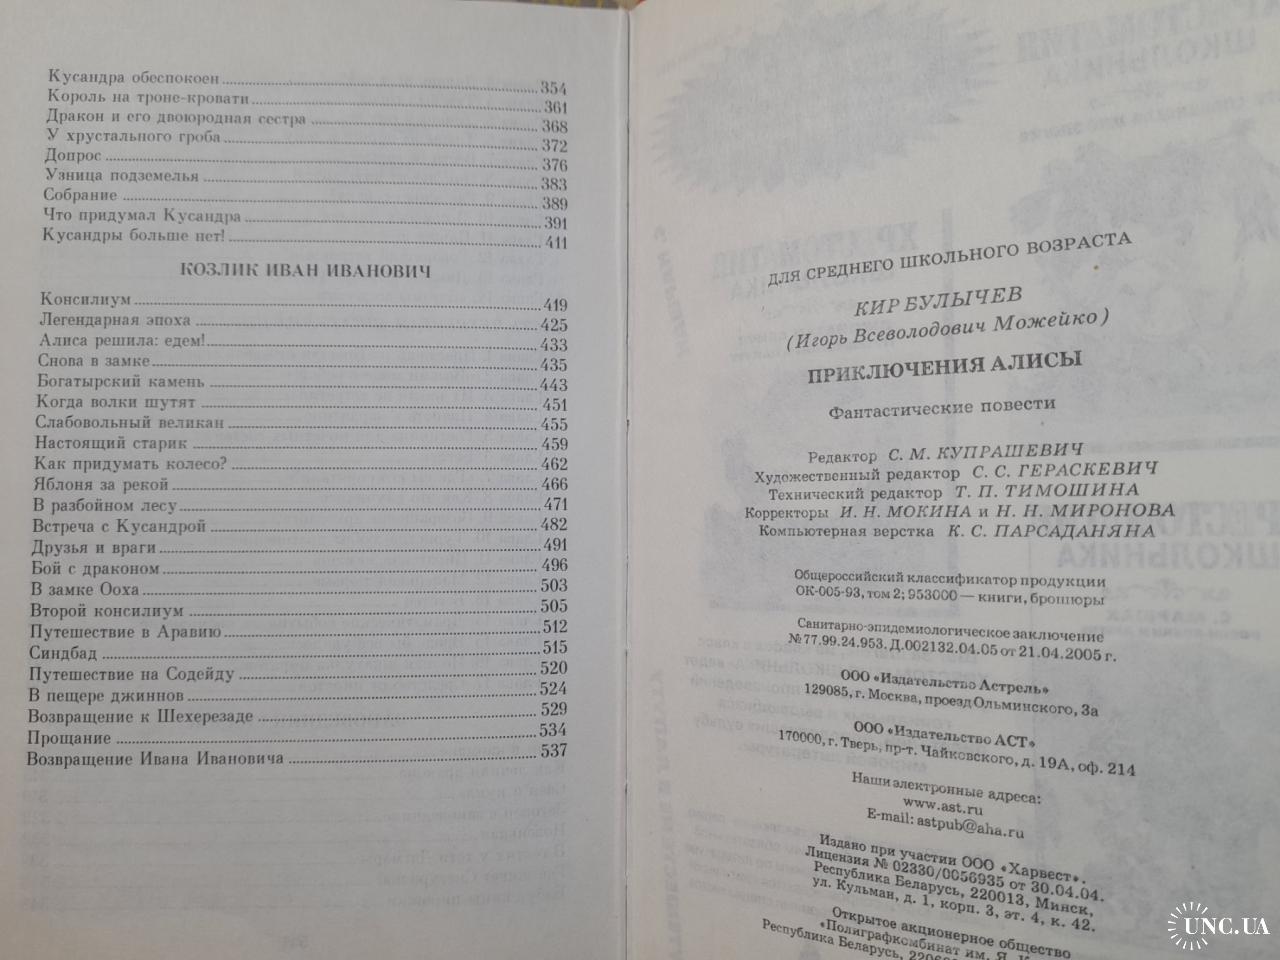 Кусандра обеспокоен 354
Король на троне-кровати 361
Дракон и его двоюродная сестра 368
У хрустального гроба 372
Допрос 376
Узница подземелья 383
Собрание 389
Что придумал Кусандра 391
Кусандры больше нет! 411
КОЗЛИК ИВАН ИВАНОВИЧ
Консилиум 419
Легендарная эпоха 425
Алиса решила: едем! 433
Снова в замке 435
Богатырский камень 443
Когда волки шутят 451
Слабовольный великан 455
Настоящий старик 459
Как придумать колесо? 462
Яблоня за рекой 466
В разбойном лесу 471
Встреча с Кусандрой 482
Друзья и враги 491
Бой с драконом 496
В замке Ооха 503
Второй консилиум 505
Путешествие в Аравию 512
Синдбад 515
Путешествие на Содейду 520
В пещере джиннов 524
Возвращение к Шехерезаде 529
Прощание 534
Возвращение Ивана Ивановича 537
ДЛЯ СРЕДНЕГО ШКОЛЬНОГО ВОЗРАСТА
КИР БУЛЫЧЕВ
(Игорь Всеволодович Можейко)
ПРИКЛЮЧЕНИЯ АЛИСЫ
Фантастические повести
Редактор С. М. КУПРАШЕВИЧ
Художественный редактор С. С. ГЕРАСКЕВИЧ
Технический редактор Т. П. ТИМОШИНА
Корректоры И. Н. МОКИНА и Н. Н. МИРОНОВА
Компьютерная верстка К. С. ПАРСАДАНЯНА
Общероссийский классификатор продукции
ОК-005-93, том 2; 953000 — книги, брошюры
Санитарно-эпидемиологическое заключение
№ 77.99.24.953. Д.002132.04.05 от 21.04.2005 г.
ООО «Издательство Астрель»
129085, г. Москва, проезд Ольминского, 3а
ООО «Издательство АСТ»
170000, г. Тверь, пр-т. Чайковского, д. 19А, оф. 214
Наши электронные адреса:
www.ast.ru
E-mail: astpub@aha.ru
Издано при участии ООО «Харвест».
Лицензия № 02330/0056935 от 30.04.04.
Республика Беларусь, 220013, Минск,
ул. Кульман, д. 1, корп. 3, эт. 4, к. 42.
Открытое акционерное общество
«Полиграфкомбинат им. Я.
Республика Беларусь,
UNC.UA